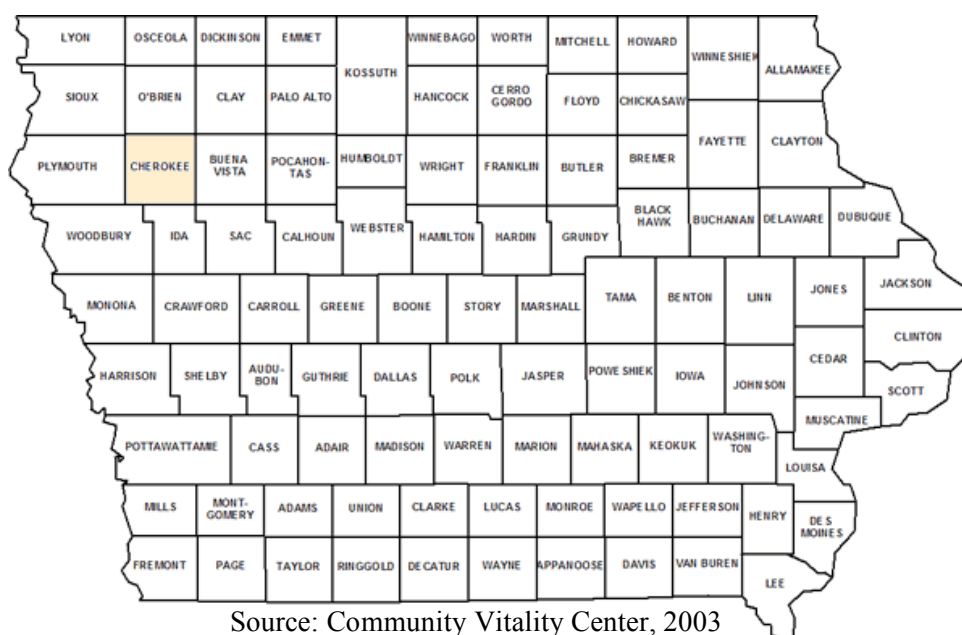 LYON
OSCEOLA
DICKINSON
EMMET
WINNEBAGO
WORTH
MITCHELL
HOWARD
WINNESHIEK
ALLAMAKEE
KOSSUTH
SIOUX
O'BRIEN
CLAY
PALO ALTO
HANCOCK
CERRO
GORDO
FLOYD
CHICKASAW
FAYETTE
CLAYTON
PLYMOUTH
CHEROKEE
BUENA
VISTA
POCAHON-
TAS
HUMBOLDT
WRIGHT
FRANKLIN
BUTLER
BREMER
WOODBURY
IDA
SAC
CALHOUN
WEBSTER
HAMILTON
HARDIN
GRUNDY
BLACK
HAWK
BUCHANAN
DELAWARE
DUBUQUE
MONONA
CRAWFORD
CARROLL
GREENE
BOONE
STORY
MARSHALL
TAMA
BENTON
LINN
JONES
JACKSON
CLINTON
HARRISON
SHELBY
AUDU-
BON
GUTHRIE
DALLAS
POLK
JASPER
POWESHIEK
IOWA
JOHNSON
CEDAR
SCOTT
MUSCATINE
POTTAWATTAMIE
CASS
ADAIR
MADISON
WARREN
MARION
MAHASKA
KEOKUK
WASHING-
TON
LOUISA
MILLS
MONT-
GOMERY
ADAMS
UNION
CLARKE
LUCAS
MONROE
WAPELLO
JEFFERSON
HENRY
DES
MOINES
FREMONT
PAGE
TAYLOR
RINGGOLD
DECATUR
WAYNE
APPANOOSE
DAVIS
VAN BUREN
LEE
Source: Community Vitality Center, 2003